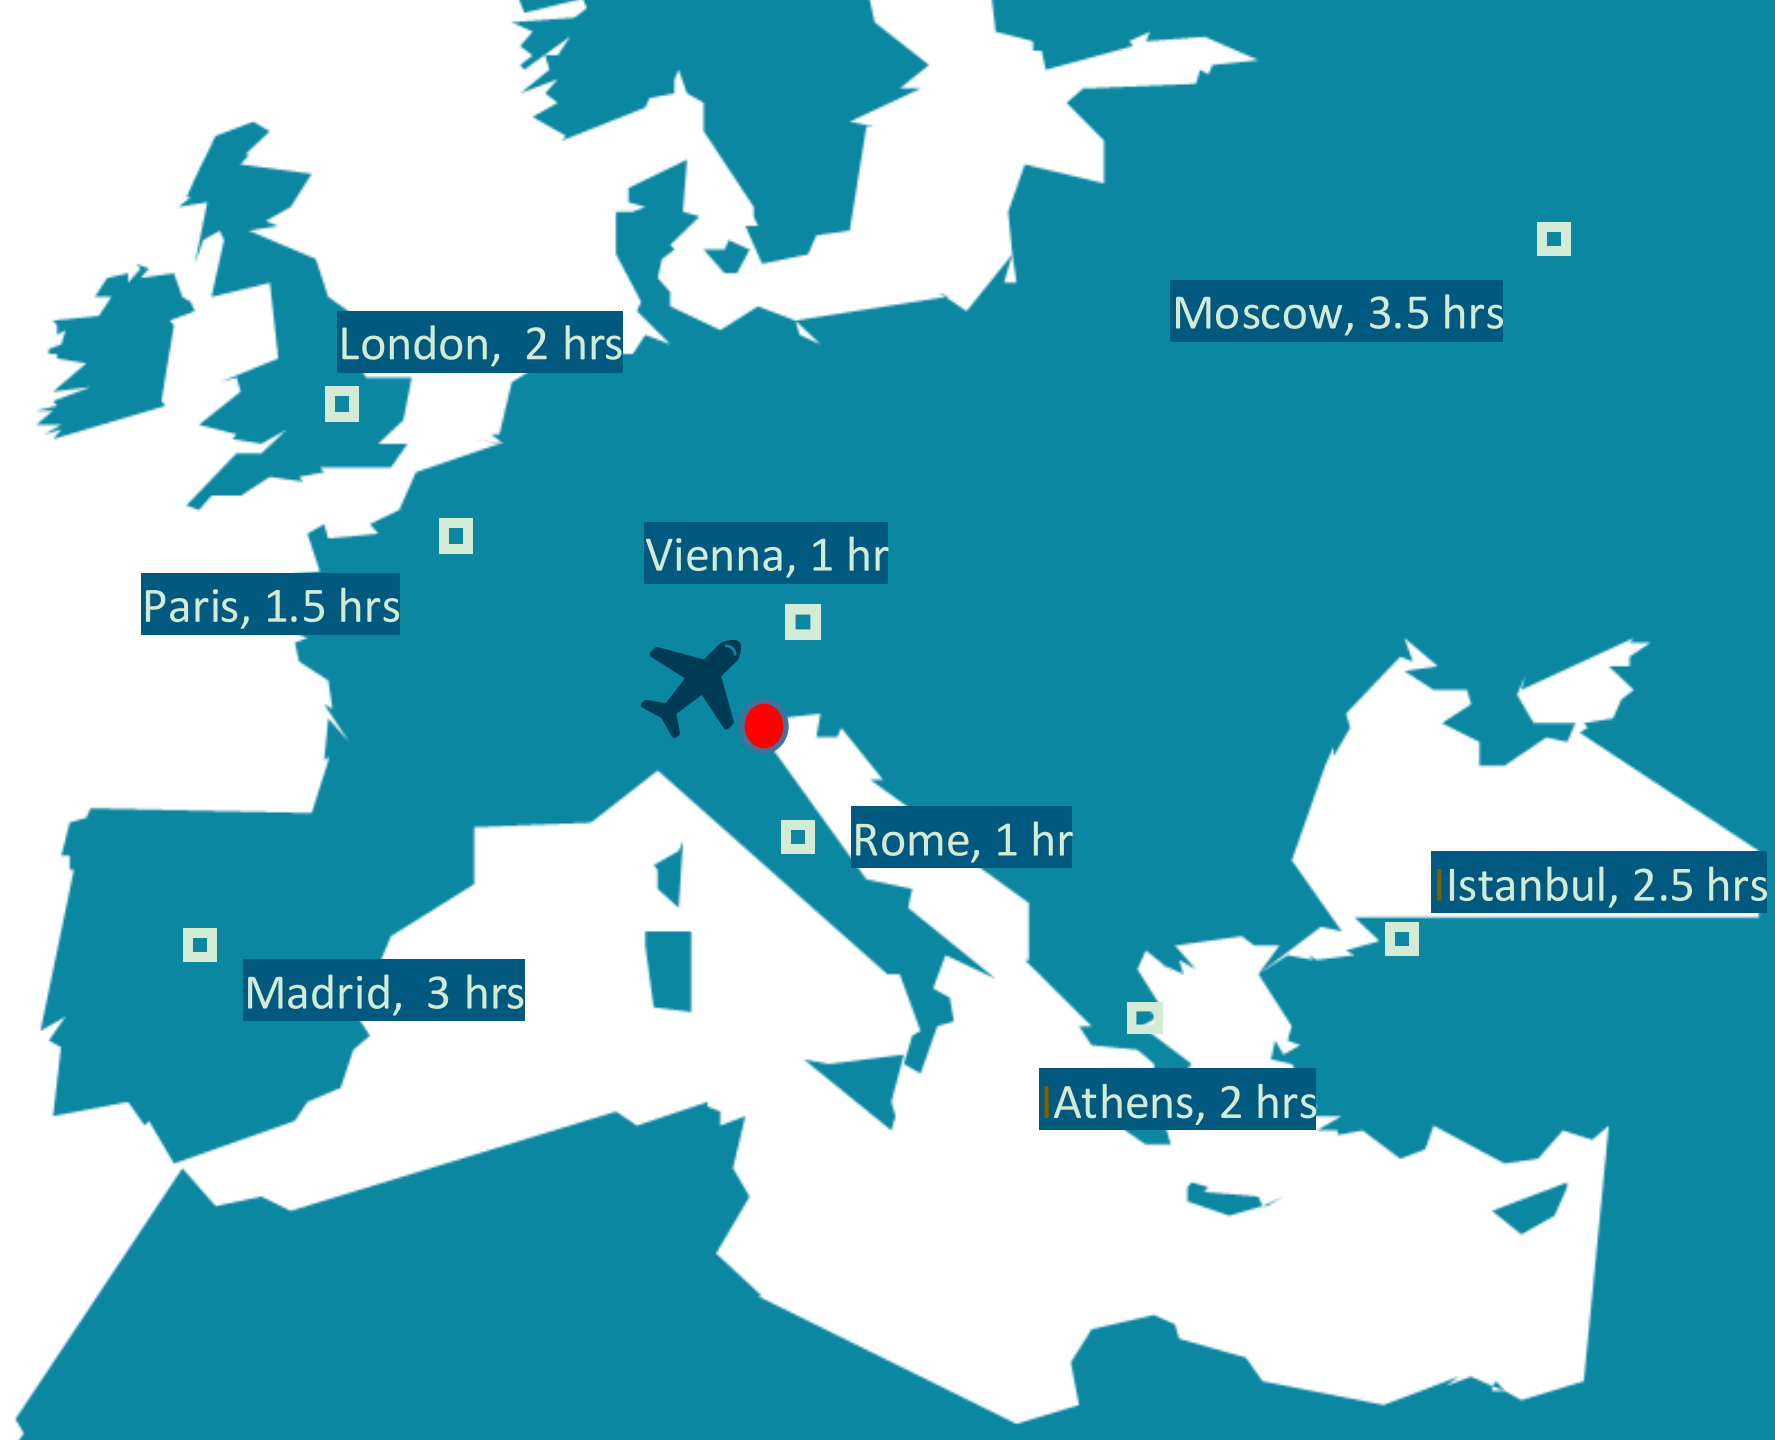 Moscow, 3.5 hrs
London, 2 hrs
Vienna, 1 hr
Paris, 1.5 hrs
Rome, 1 hr
Istanbul, 2.5 hrs
Madrid, 3 hrs
Athens, 2 hrs